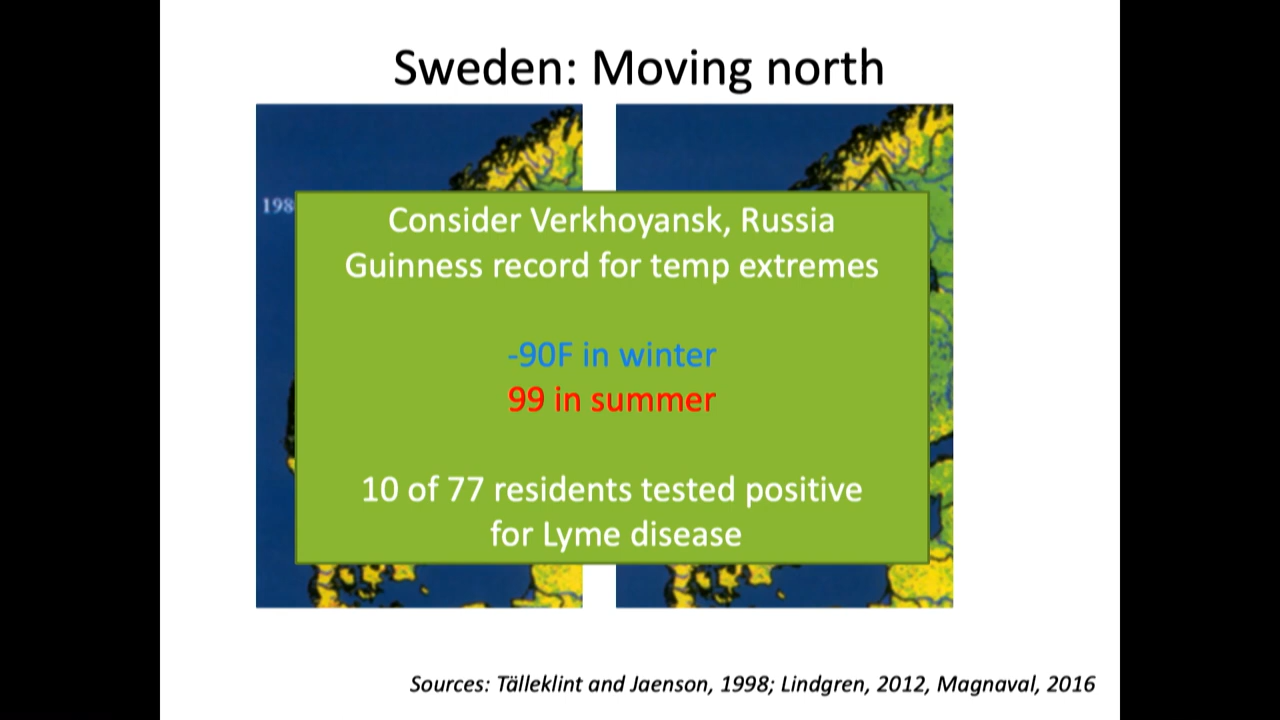 Sweden: Moving north
198
Consider Verkhoyansk, Russia
Guinness record for temp extremes
-90F in winter
99 in summer
10 of 77 residents tested positive
for Lyme disease
Sources: Tälleklint and Jaenson, 1998; Lindgren, 2012, Magnaval, 2016